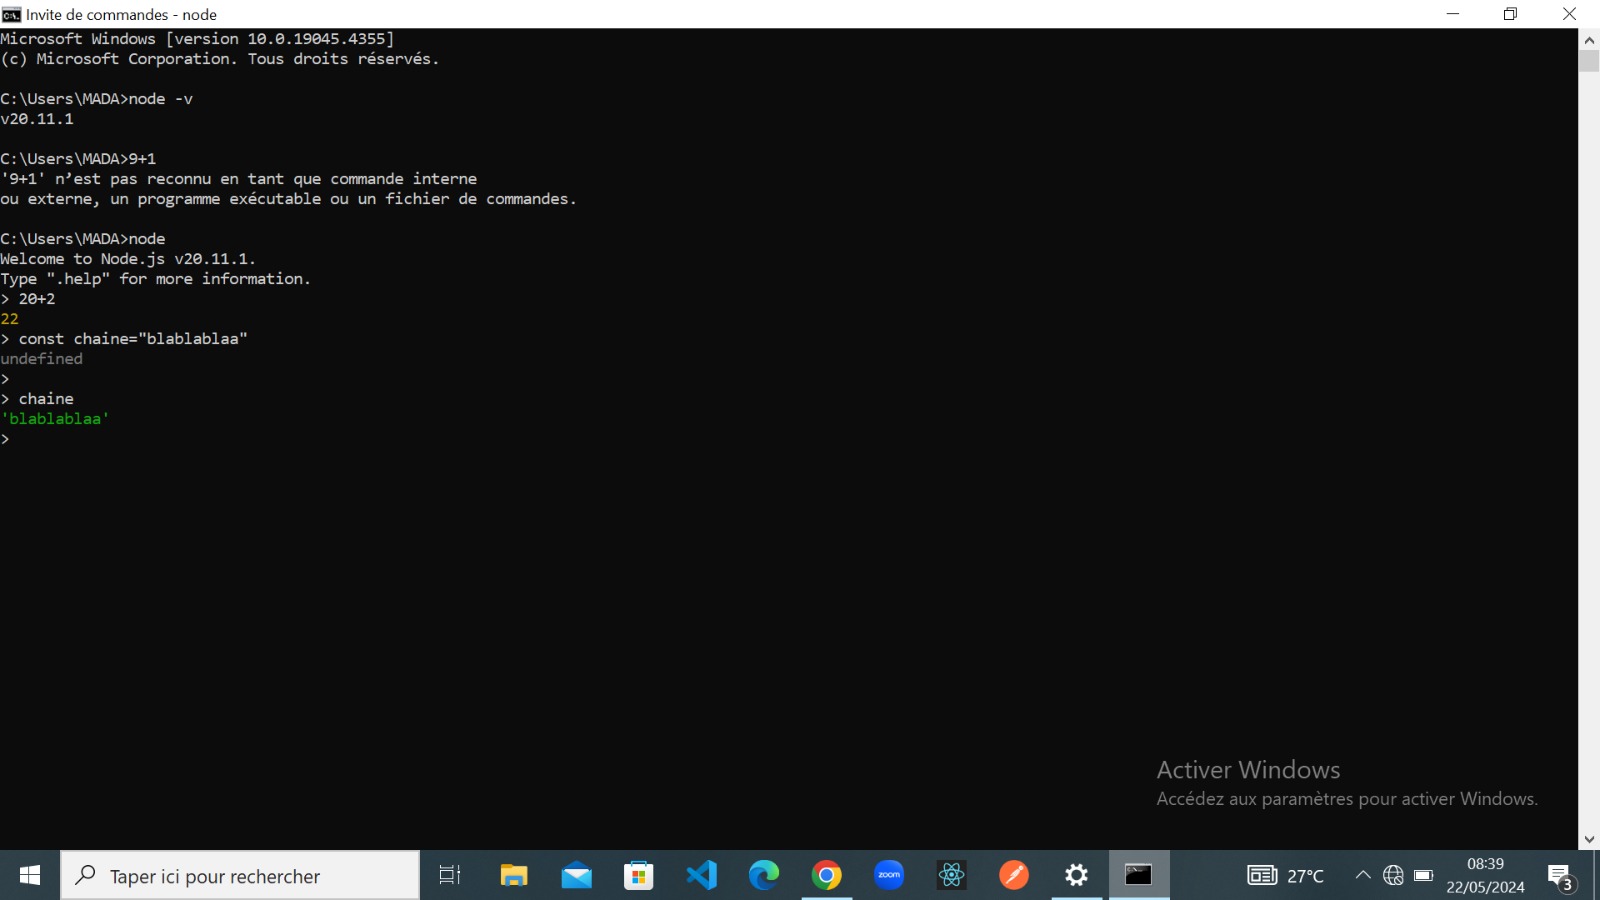 Invite de commandes - node
Microsoft Windows [version 10.0.19045.4355]
(c) Microsoft Corporation. Tous droits réservés.
C:\Users\MADA>node -v
v20.11.1
C:\Users\MADA>9+1
'9+1' n’est pas reconnu en tant que commande interne
ou externe, un programme exécutable ou un fichier de commandes.
C:\Users\MADA>node
Welcome to Node.js v20.11.1.
Type ".help" for more information.
> 20+2
22
> const chaine="blablablaa"
undefined
>
> chaine
'blablablaa'
>
Activer Windows
Accédez aux paramètres pour activer Windows.
Taper ici pour rechercher
zoom
27°C
08:39
22/05/2024
3